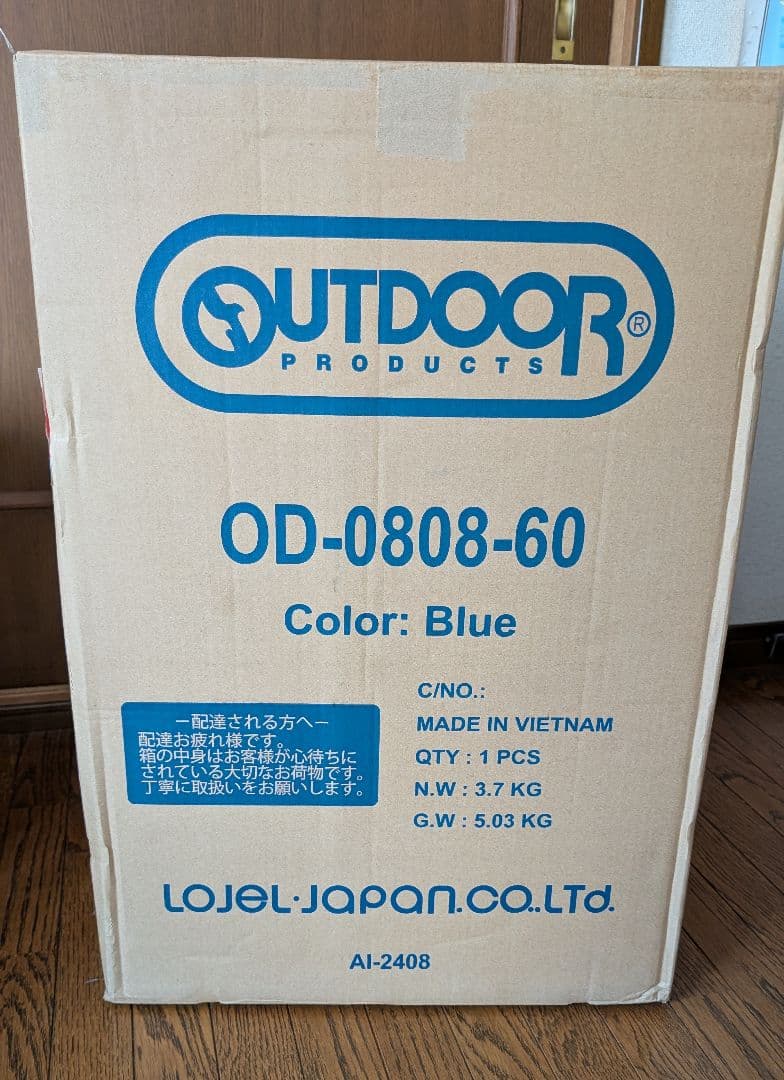 OUTDOOR®
PRODUCTS
OD-0808-60
Color: Blue
C/NO.:
MADE IN VIETNAM
QTY : 1 PCS
N.W : 3.7 KG
G.W : 5.03 KG
－配達される方へ－
配達お疲れ様です。
箱の中身はお客様が心待ちに
されている大切なお荷物です。
丁寧に取扱いをお願いします。
LOJEL·JAPAN.CO.,LTD.
AI-2408